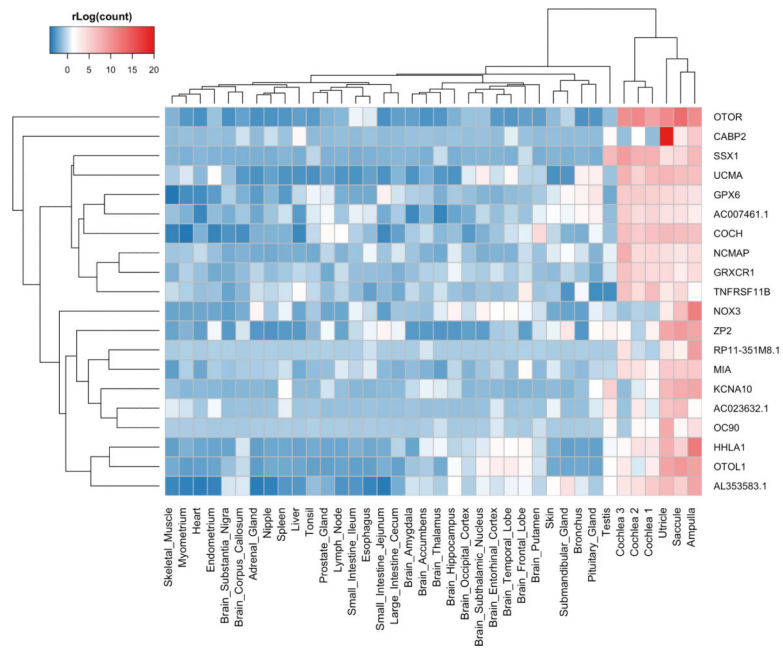 rLog(count)
0 5 10 15 20
OTOR
CABP2
SSX1
UCMA
GPX6
AC007461.1
COCH
NCMAP
GRXCR1
TNFRSF11B
NOX3
ZP2
RP11-351M8.1
MIA
KCNA10
AC023632.1
OC90
HHLA1
OTOL1
AL353583.1
Skeletal_Muscle
Myometrium
Heart
Endometrium
Brain_Substantia_Nigra
Brain_Corpus_Callosum
Adrenal_Gland
Nipple
Spleen
Liver
Tonsil
Prostate_Gland
Lymph_Node
Small_Intestine_Ileum
Esophagus
Small_Intestine_Jejunum
Large_Intestine_Cecum
Brain_Amygdala
Brain_Accumbens
Brain_Thalamus
Brain_Hippocampus
Brain_Occipital_Cortex
Brain_Subthalamic_Nucleus
Brain_Entorhinal_Cortex
Brain_Temporal_Lobe
Brain_Frontal_Lobe
Brain_Putamen
Skin
Submandibular_Gland
Bronchus
Pituitary_Gland
Testis
Cochlea 3
Cochlea 2
Cochlea 1
Utricle
Saccule
Ampulla